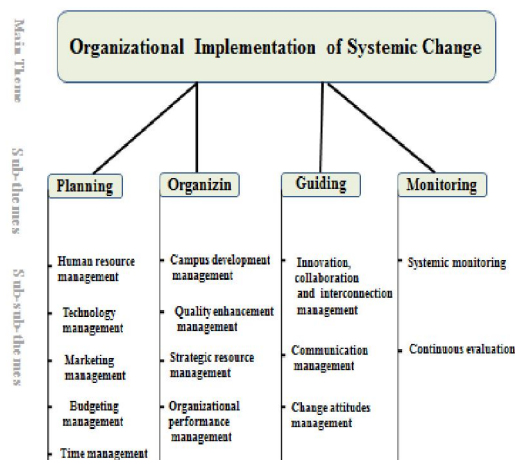 Main Theme
Organizational Implementation of Systemic Change
Sub-themes
Planning
Organizin
Guiding
Monitoring
Sub-sub-themes
Human resource
management
Technology
management
Marketing
management
Budgeting
management
Time management
Campus development
management
Quality enhancement
management
Strategic resource
management
Organizational
performance
management
Innovation,
collaboration
and interconnection
management
Communication
management
Change attitudes
management
Systemic monitoring
Continuous evaluation